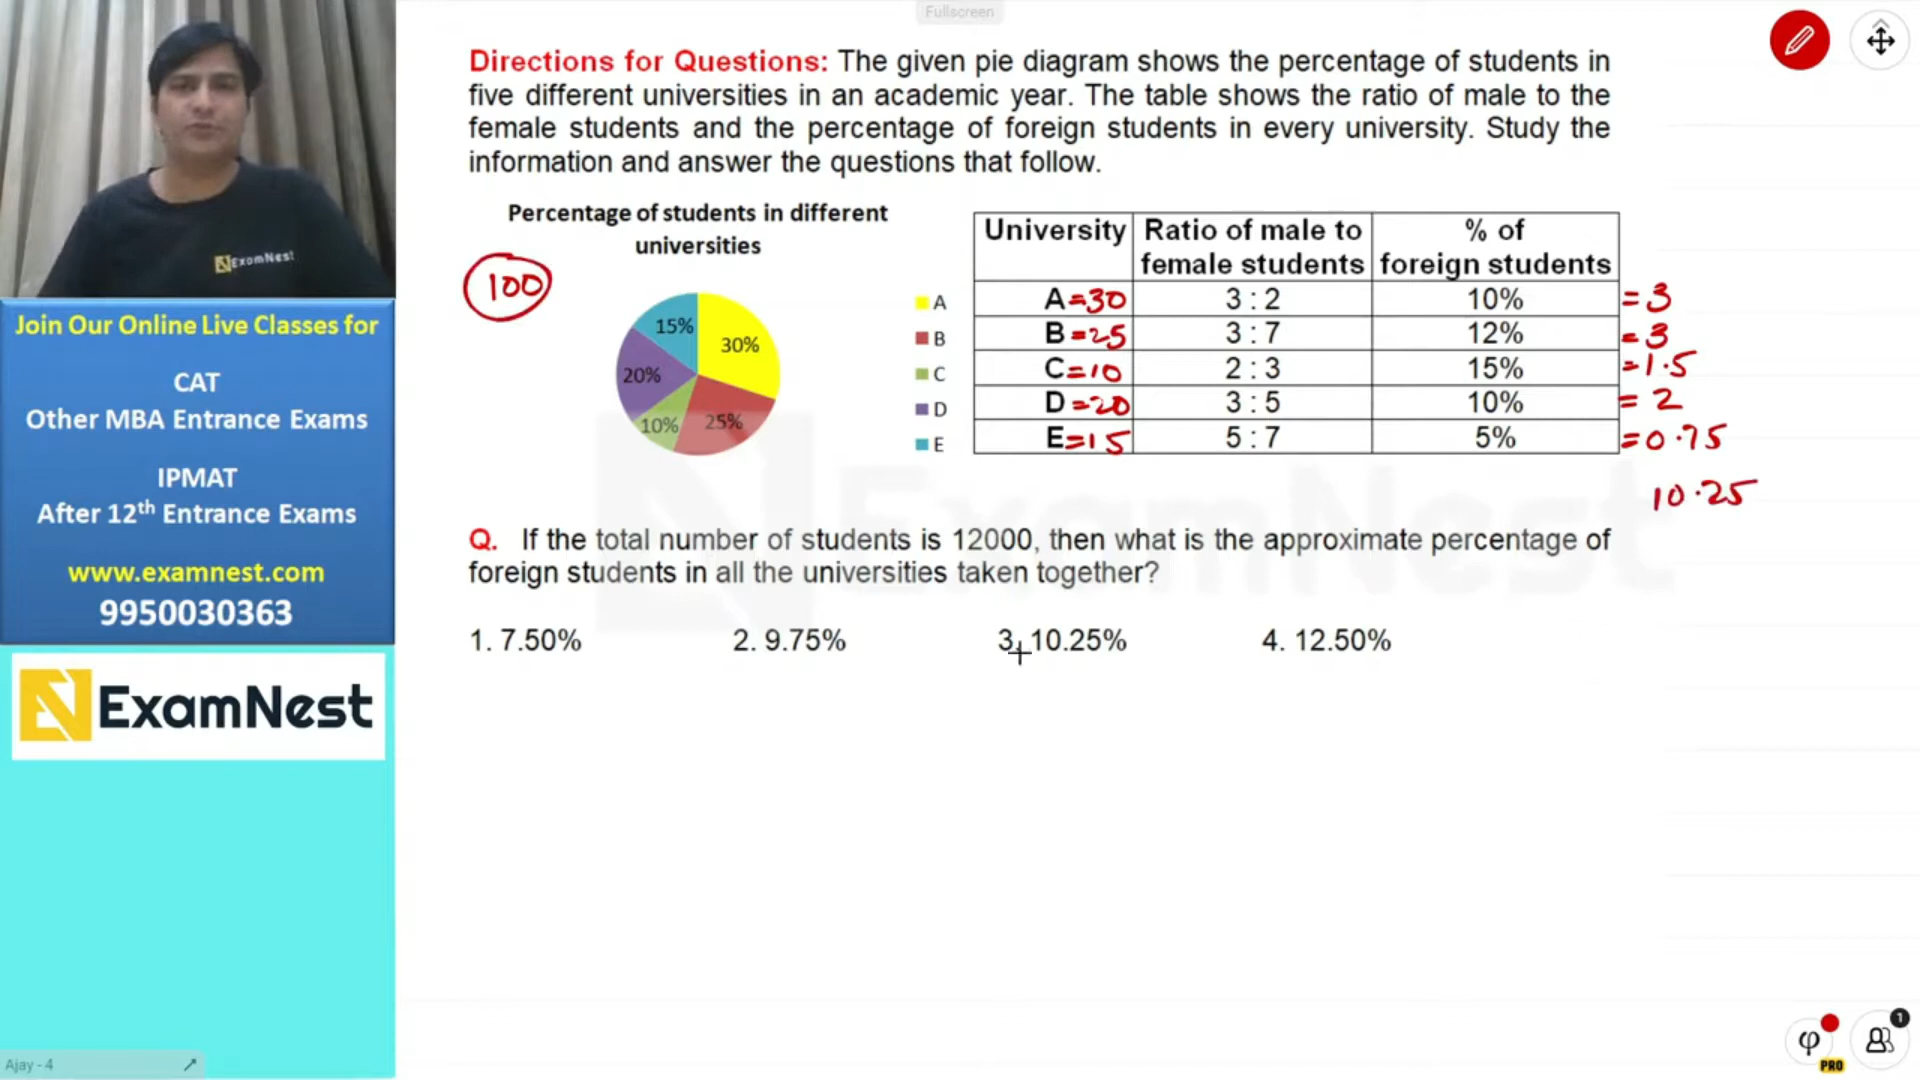 Fullscreen
Directions for Questions: The given pie diagram shows the percentage of students in
five different universities in an academic year. The table shows the ratio of male to the
female students and the percentage of foreign students in every university. Study the
information and answer the questions that follow.
Percentage of students in different
universities
100
15%
30%
20%
10%
25%
A
B
C
D
E
University Ratio of male to female students % of foreign students
A =30 3 : 2 10% =3
B =25 3 : 7 12% =3
C =10 2 : 3 15% =1.5
D =20 3 : 5 10% =2
E =15 5 : 7 5% =0.75
10.25
ExamNest
Q. If the total number of students is 12000, then what is the approximate percentage of
foreign students in all the universities taken together?
1. 7.50% 2. 9.75% 3. 10.25% 4. 12.50%
ExamNest
Join Our Online Live Classes for
CAT
Other MBA Entrance Exams
IPMAT
After 12th Entrance Exams
www.examnest.com
9950030363
ExamNest
Ajay - 4
1
φ
PRO